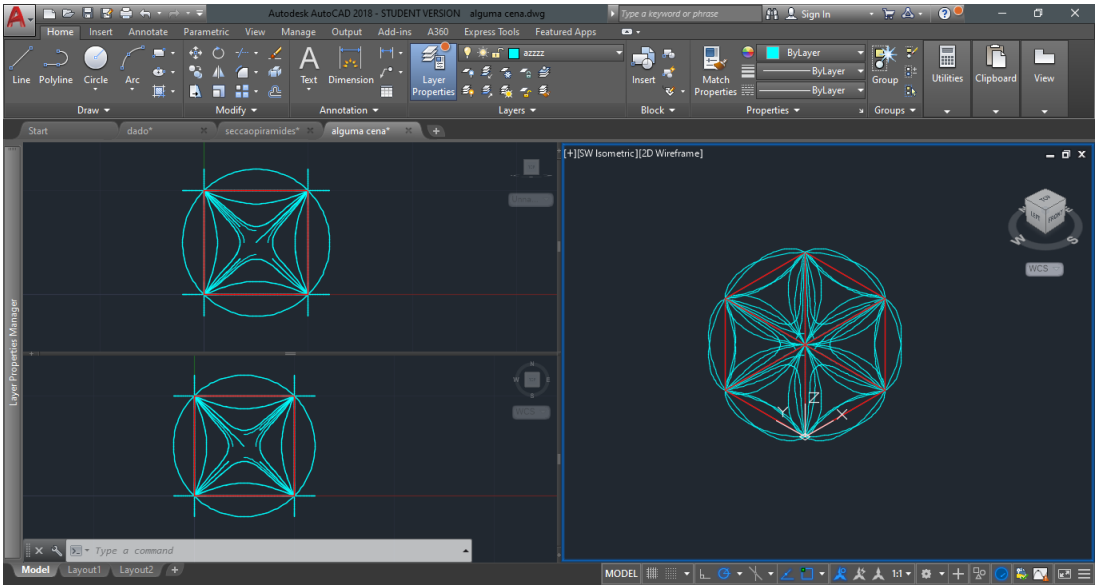 Autodesk AutoCAD 2018 - STUDENT VERSION alguma cena.dwg
Type a keyword or phrase
Sign In
Home Insert Annotate Parametric View Manage Output Add-ins A360 Express Tools Featured Apps
Line Polyline Circle Arc
Text Dimension
Layer Properties
azzzz
Insert
Match Properties
ByLayer
ByLayer
ByLayer
Group
Utilities Clipboard View
Draw Modify Annotation Layers Block Properties Groups
Start dado* seccaopiramides* alguma cena*
[+][SW Isometric][2D Wireframe]
TOP
LEFT FRONT
W S
WCS
Layer Properties Manager
Z
Y X
WCS
Type a command
Model Layout1 Layout2
MODEL 1:1